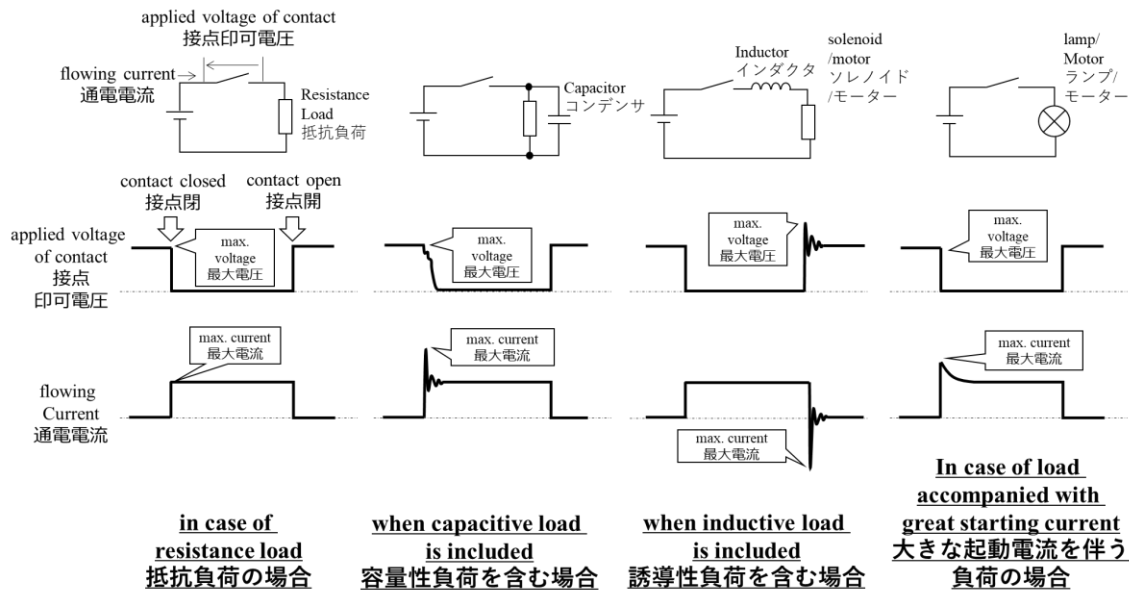 applied voltage of contact
接点印可電圧
flowing current
通電電流
Resistance
Load
抵抗負荷
Capacitor
コンデンサ
Inductor
インダクタ
solenoid
/motor
ソレノイド
/モーター
lamp/
Motor
ランプ/
モーター
contact closed
接点閉
contact open
接点開
applied voltage
of contact
接点
印可電圧
max.
voltage
最大電圧
max.
voltage
最大電圧
max.
voltage
最大電圧
max.
voltage
最大電圧
flowing
Current
通電電流
max. current
最大電流
max. current
最大電流
max. current
最大電流
max. current
最大電流
in case of
resistance load
抵抗負荷の場合
when capacitive load
is included
容量性負荷を含む場合
when inductive load
is included
誘導性負荷を含む場合
In case of load
accompanied with
great starting current
大きな起動電流を伴う
負荷の場合